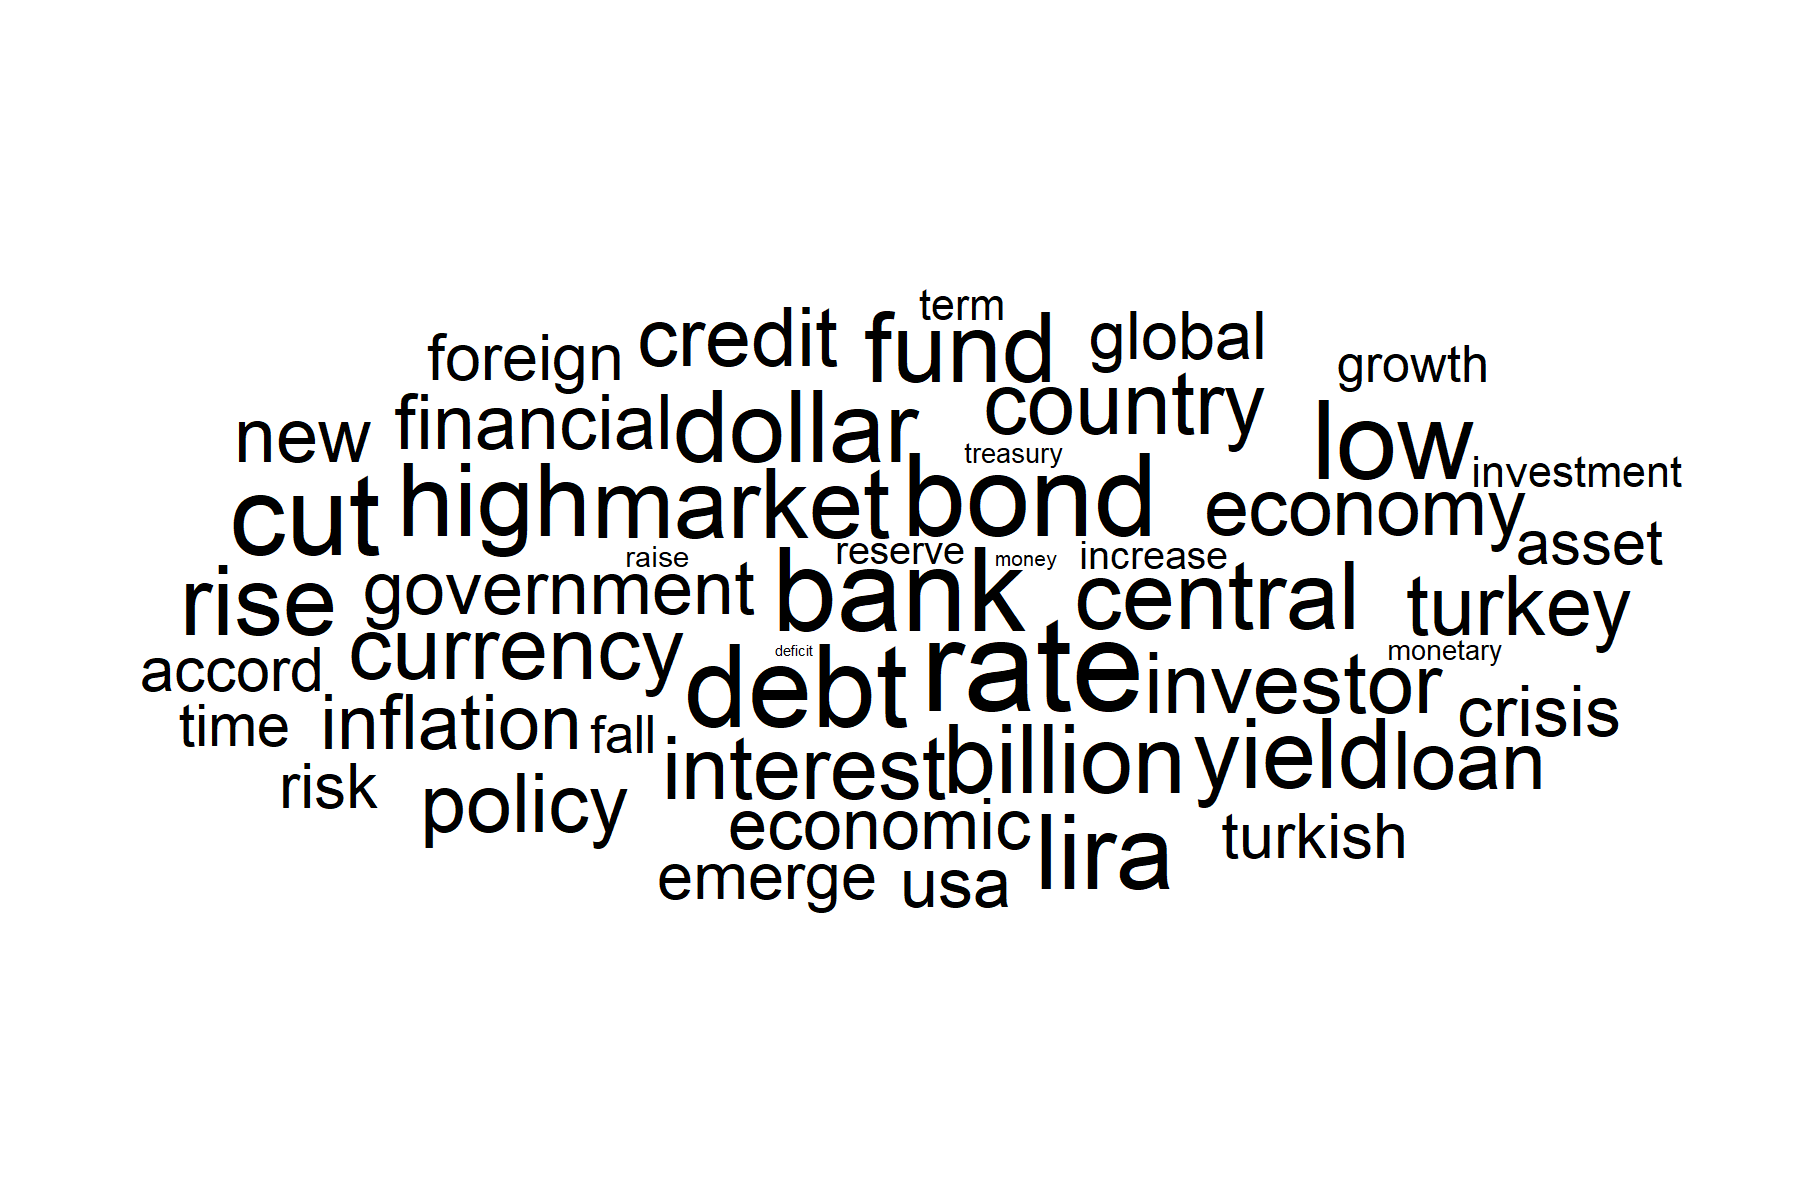 term
foreign credit fund global growth
new financial dollar country low
treasury investment
cut high market bond economy asset
raise reserve money increase
rise government bank central turkey
accord currency deficit debt rate investor monetary
time inflation fall crisis
risk policy interest billion yield loan
economic lira turkish
emerge usa